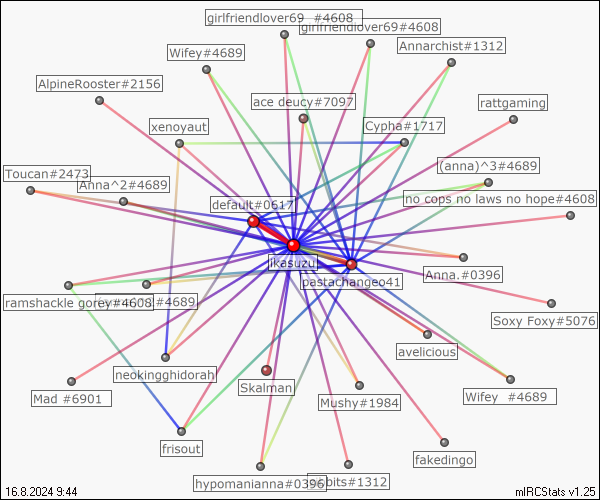 girlfriendlover69 #4608
girlfriendlover69#4608
Wifey#4689
Annarchist#1312
AlpineRooster#2156
ace deucy#7097
rattgaming
xenoyaut
Cypha#1717
(anna)^3#4689
Toucan#2473
Anna^2#4689
no cops no laws no hope#4608
default#0617
ikasuzu
pastachangeo41
Anna.#0396
ramshackle gorey#4608
#4689
Soxy Foxy#5076
avelicious
neokingghidorah
Skalman
Mad #6901
Mushy#1984
Wifey #4689
frisout
fakedingo
hypomanianna#0396
bits#1312
16.8.2024 9:44
mIRCStats v1.25